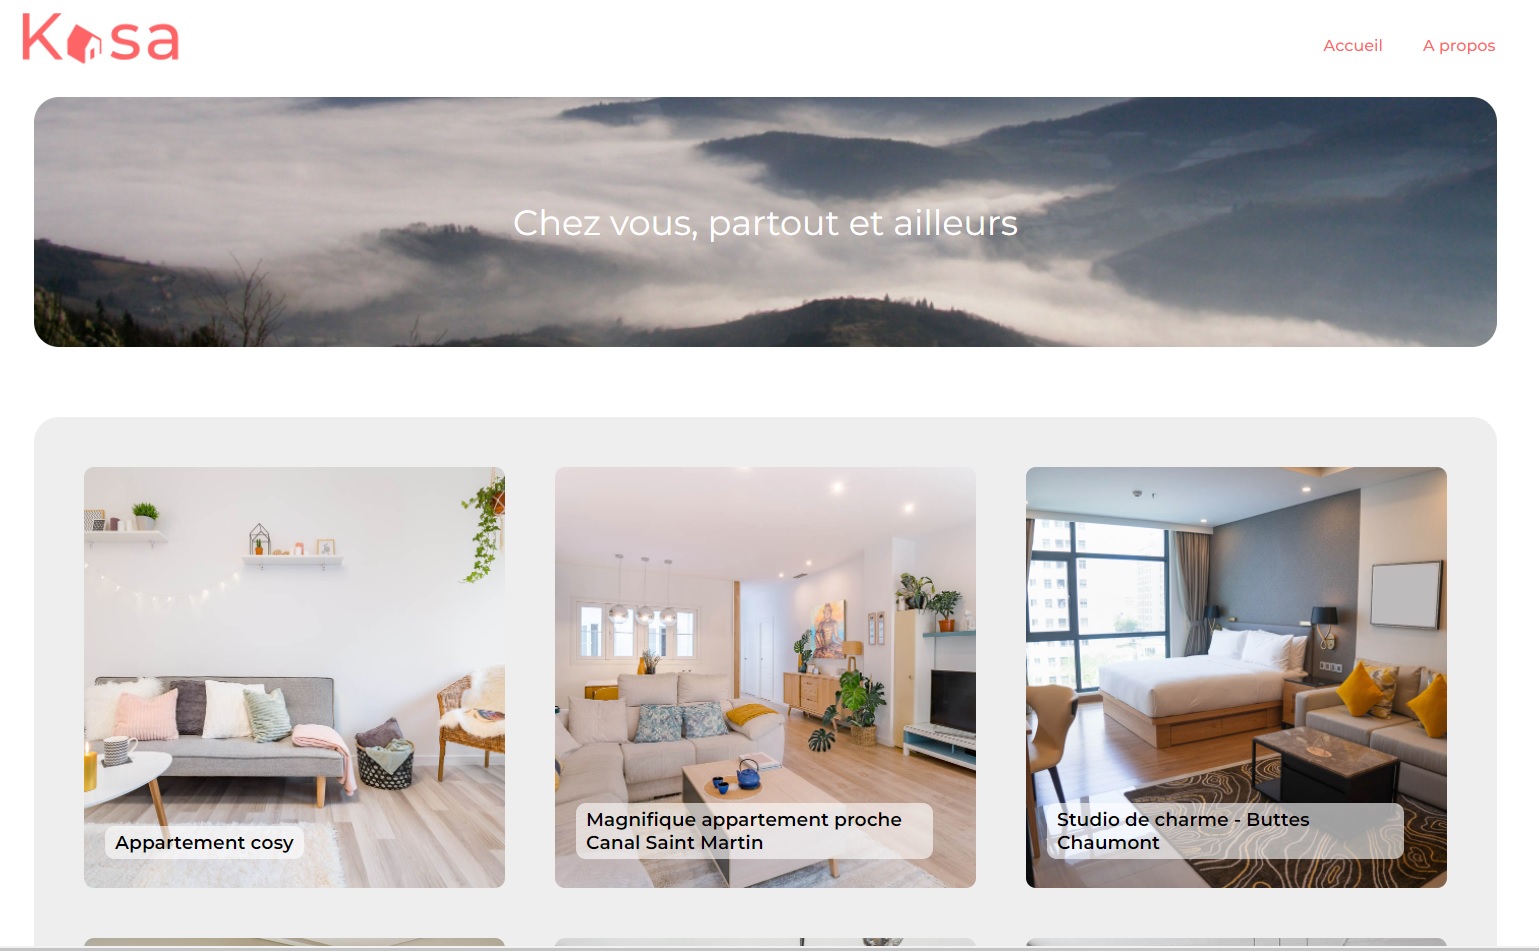 Kasa
Accueil
A propos
Chez vous, partout et ailleurs
Appartement cosy
Magnifique appartement proche
Canal Saint Martin
Studio de charme - Buttes
Chaumont